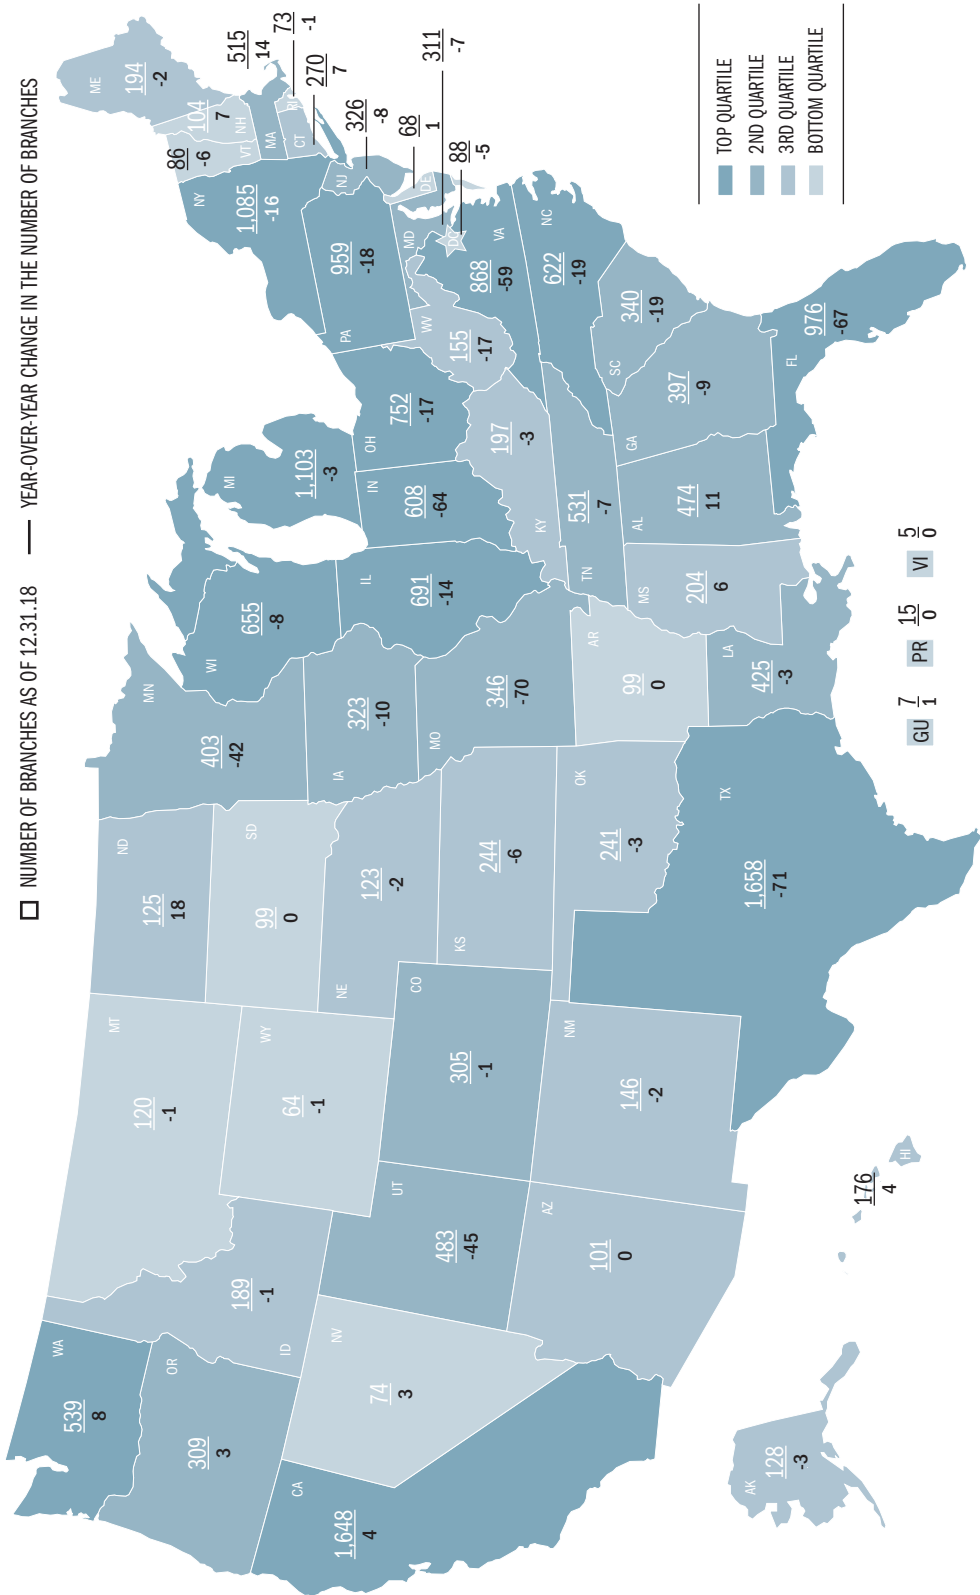 NUMBER OF BRANCHES AS OF 12.31.18
YEAR-OVER-YEAR CHANGE IN THE NUMBER OF BRANCHES
WA
539
8
OR
309
3
CA
1,648
4
NV
74
3
ID
189
-1
MT
120
-1
WY
64
-1
UT
483
-45
AZ
101
0
CO
305
-1
NM
146
-2
ND
125
18
SD
99
0
NE
123
-2
KS
244
-6
OK
241
-3
TX
1,658
-71
MN
403
-42
IA
323
-10
MO
346
-70
AR
99
0
LA
425
-3
WI
655
-8
IL
691
-14
MI
1,103
-3
IN
608
-64
OH
752
-17
KY
197
-3
TN
531
-7
MS
204
6
AL
474
11
GA
397
-9
FL
976
-67
SC
340
-19
NC
622
-19
VA
868
-59
WV
155
-17
PA
959
-18
NY
1,085
-16
VT
86
-6
NH
104
7
ME
194
-2
MA
515
14
RI
73
-1
CT
270
7
NJ
326
-8
DE
68
1
MD
311
-7
DC
88
-5
AK
128
-3
HI
176
4
GU
7
1
PR
15
0
VI
5
0
TOP QUARTILE
2ND QUARTILE
3RD QUARTILE
BOTTOM QUARTILE